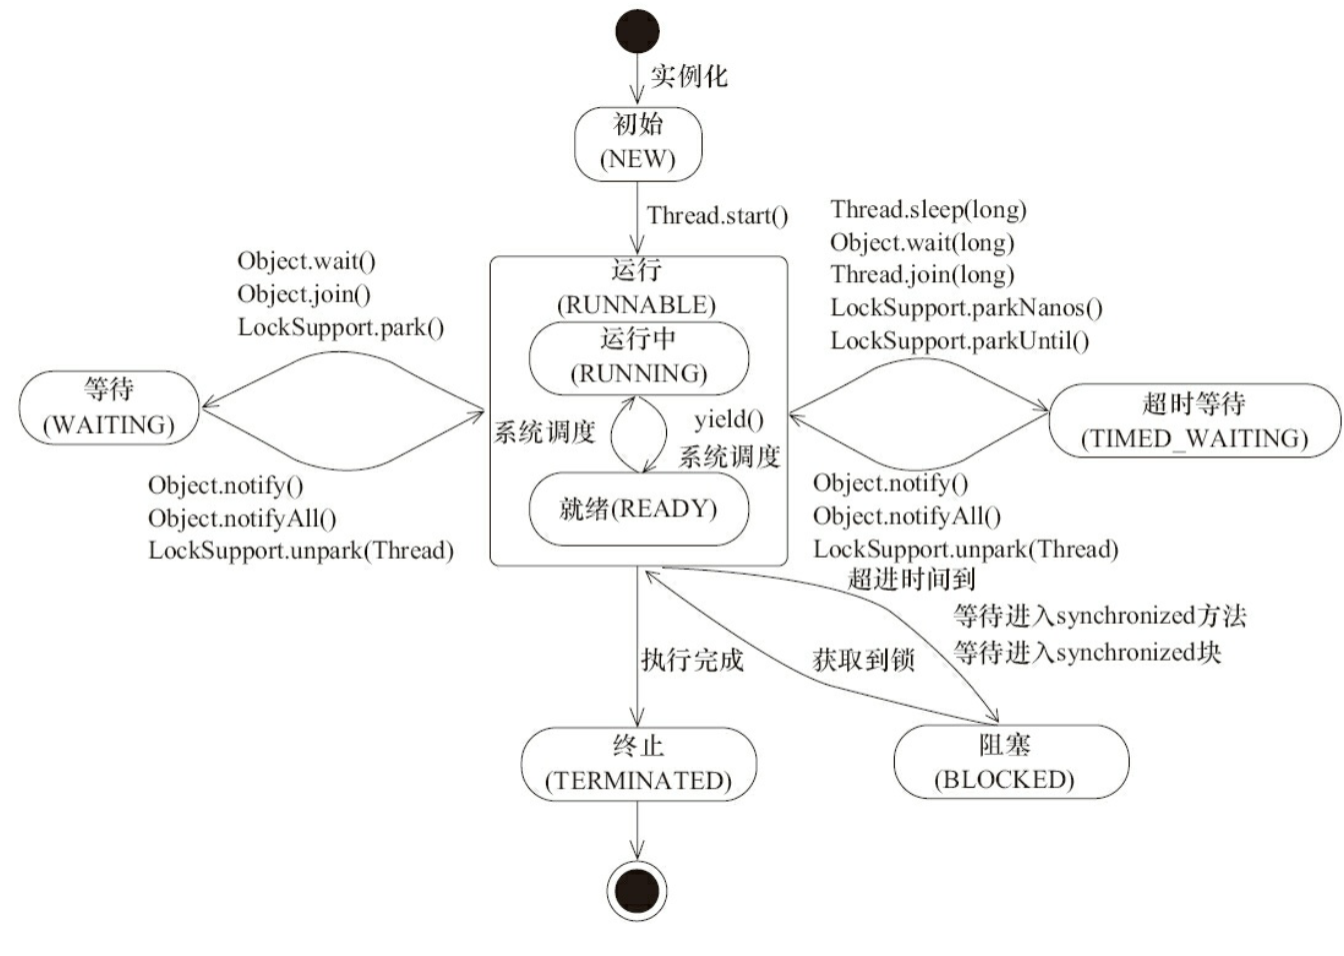 实例化
初始
(NEW)
Thread.start()
Object.wait()
Object.join()
LockSupport.park()
Thread.sleep(long)
Object.wait(long)
Thread.join(long)
LockSupport.parkNanos()
LockSupport.parkUntil()
运行
(RUNNABLE)
运行中
(RUNNING)
等待
(WAITING)
系统调度
yield()
系统调度
超时等待
(TIMED_WAITING)
就绪(READY)
Object.notify()
Object.notifyAll()
LockSupport.unpark(Thread)
Object.notify()
Object.notifyAll()
LockSupport.unpark(Thread)
超进时间到
等待进入synchronized方法
等待进入synchronized块
执行完成
获取到锁
终止
(TERMINATED)
阻塞
(BLOCKED)